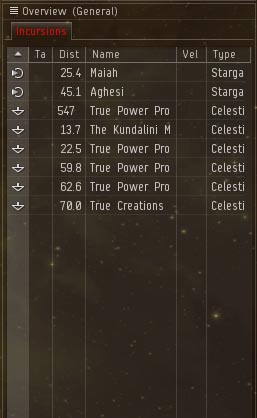 Overview (General)
Incursions
Ta Dist Name Vel Type
25.4 Maiah Starga
45.1 Aghesi Starga
547 True Power Pro Celesti
13.7 The Kundalini M Celesti
22.5 True Power Pro Celesti
59.8 True Power Pro Celesti
62.6 True Power Pro Celesti
70.0 True Creations Celesti